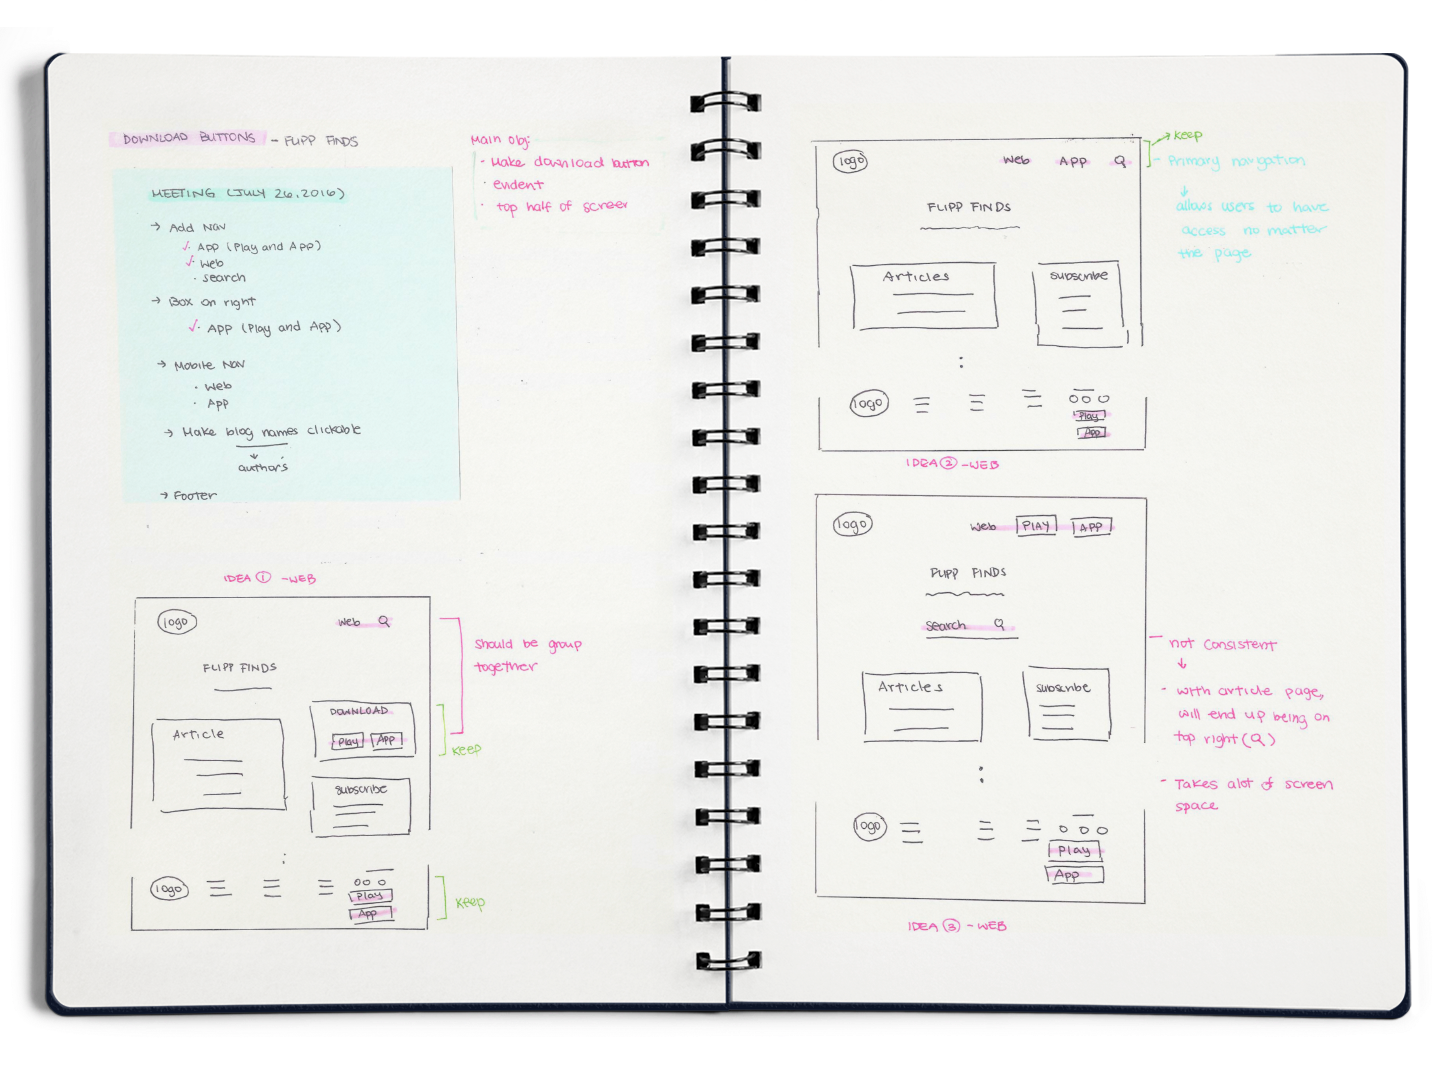 DOWNLOAD BUTTONS - FLIPP FINDS
MEETING (JULY 26, 2016)
→ Add Nav
✓ App (Play and App)
✓ Web
· search
→ Box on right
✓· App (Play and App)
→ Mobile Nav
· Web
· App
→ Make blog names clickable
↓
authors
→ Footer
Main obj:
· Make download button
· evident
· top half of screen
IDEA ① -WEB
logo
Web
FLIPP FINDS
Article
DOWNLOAD
Play App
subscribe
logo
Play
App
should be group
together
keep
keep
logo
Web APP
FLIPP FINDS
Articles
subscribe
logo
Play
App
IDEA ② -WEB
keep
- Primary navigation
↓
allows users to have
access no matter
the page
logo
Web PLAY APP
FLIPP FINDS
search
Articles
subscribe
logo
Play
App
IDEA ③ - WEB
- not consistent
↓
- with article page,
will end up being on
top right (Q)
- Takes alot of screen
space